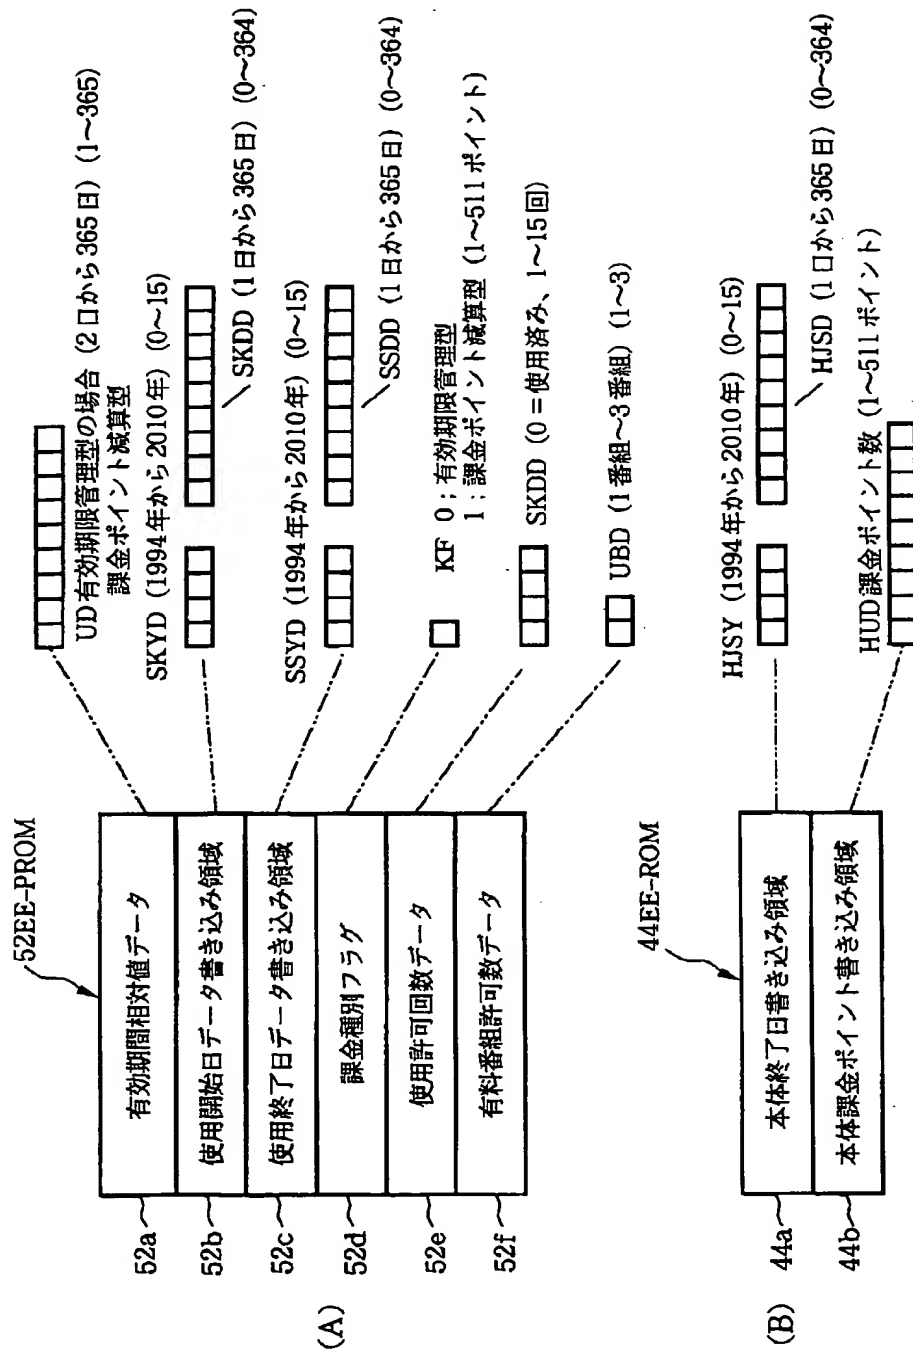 (A)
52EE-PROM
52a
有効期間相対値データ
UD有効期限管理型の場合 (2口から365日) (1〜365)
課金ポイント減算型
52b
使用開始日データ書き込み領域
SKYD (1994年から2010年) (0〜15)
SKDD (1日から365日) (0〜364)
52c
使用終了日データ書き込み領域
SSYD (1994年から2010年) (0〜15)
SSDD (1日から365日) (0〜364)
52d
課金種別フラグ
KF 0 ; 有効期限管理型
1 ; 課金ポイント減算型 (1〜511ポイント)
52e
使用許可回数データ
SKDD (0=使用済み、1〜15回)
52f
有料番組許可数データ
UBD (1番組〜3番組) (1〜3)
(B)
44EE-ROM
44a
本体終了日書き込み領域
HJSY (1994年から2010年) (0〜15)
HJSD (1口から365日) (0〜364)
44b
本体課金ポイント書き込み領域
HUD課金ポイント数 (1〜511ポイント)